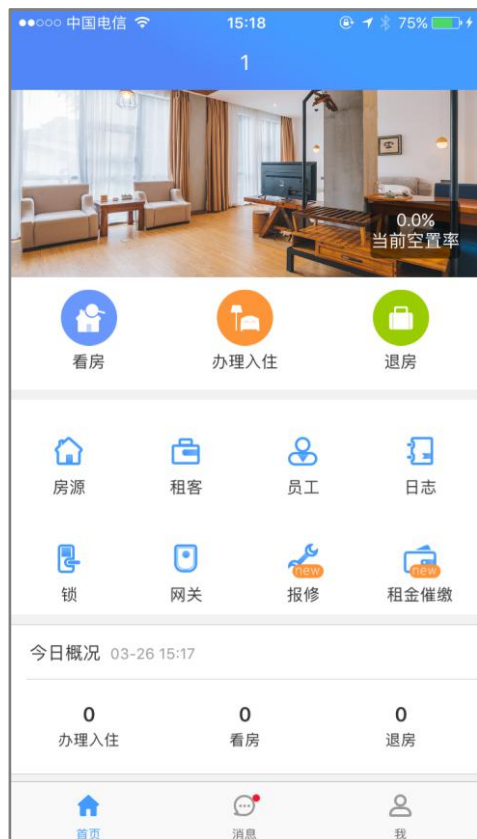 中国电信 15:18 75%
1
0.0%
当前空置率
看房 办理入住 退房
房源 租客 员工 日志
new new
锁 网关 报修 租金催缴
今日概况 03-26 15:17
0 0 0
办理入住 看房 退房
首页 消息 我